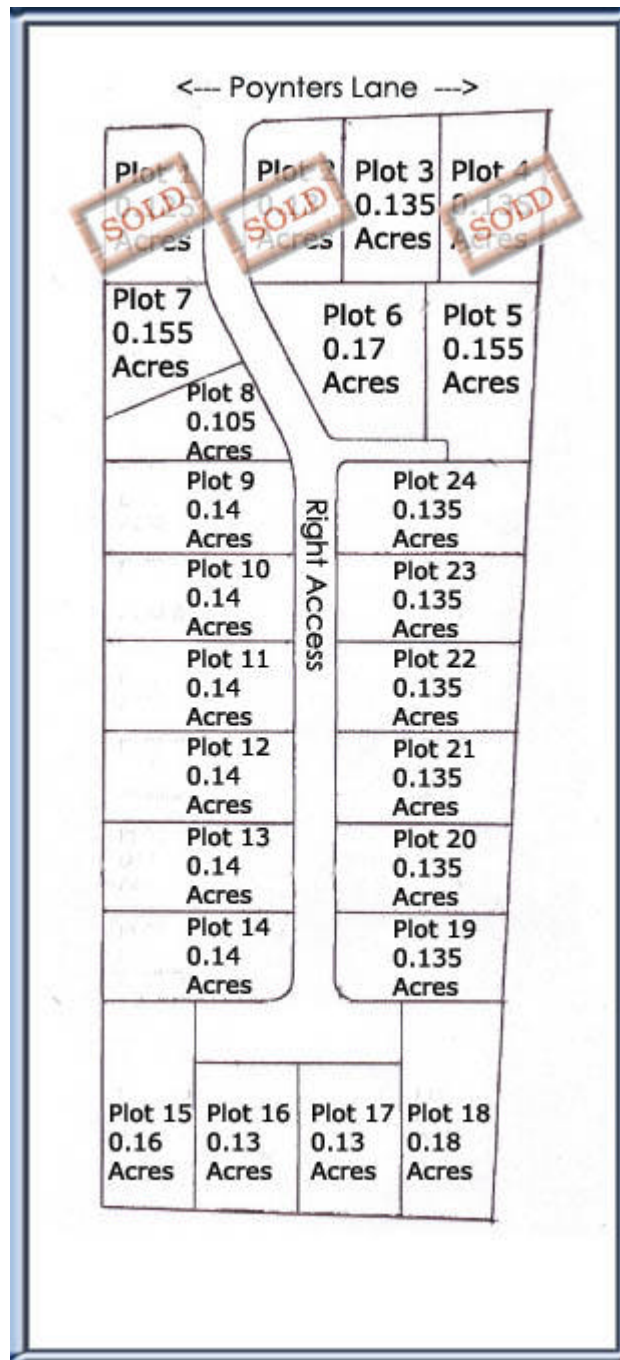 <--- Poynters Lane --->
Plot 1
Acres
SOLD
Plot 2
Acres
SOLD
Plot 3
0.135
Acres
Plot 4
0.135
Acres
SOLD
Plot 7
0.155
Acres
Plot 6
0.17
Acres
Plot 5
0.155
Acres
Plot 8
0.105
Acres
Plot 9
0.14
Acres
Right Access
Plot 24
0.135
Acres
Plot 10
0.14
Acres
Plot 23
0.135
Acres
Plot 11
0.14
Acres
Plot 22
0.135
Acres
Plot 12
0.14
Acres
Plot 21
0.135
Acres
Plot 13
0.14
Acres
Plot 20
0.135
Acres
Plot 14
0.14
Acres
Plot 19
0.135
Acres
Plot 15
0.16
Acres
Plot 16
0.13
Acres
Plot 17
0.13
Acres
Plot 18
0.18
Acres